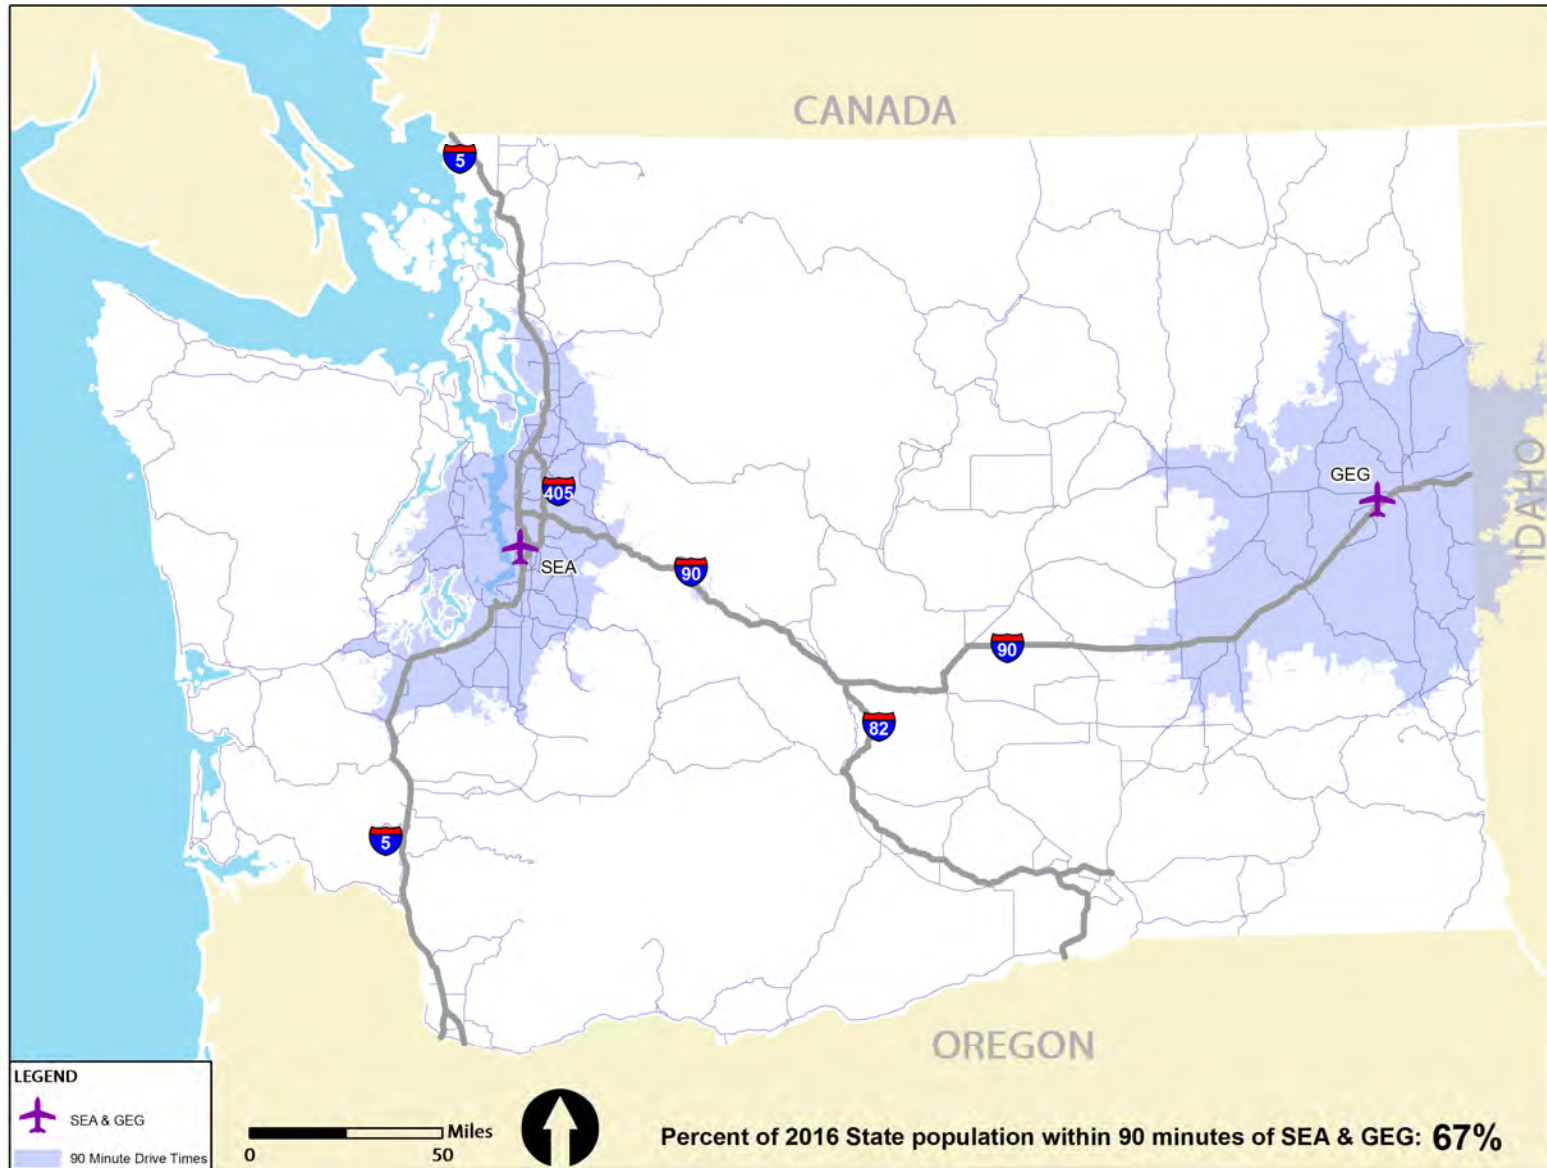 CANADA
5
405
SEA
90
GEG
IDAHO
90
82
5
OREGON
LEGEND
SEA & GEG
90 Minute Drive Times
Miles
0 50
Percent of 2016 State population within 90 minutes of SEA & GEG: 67%